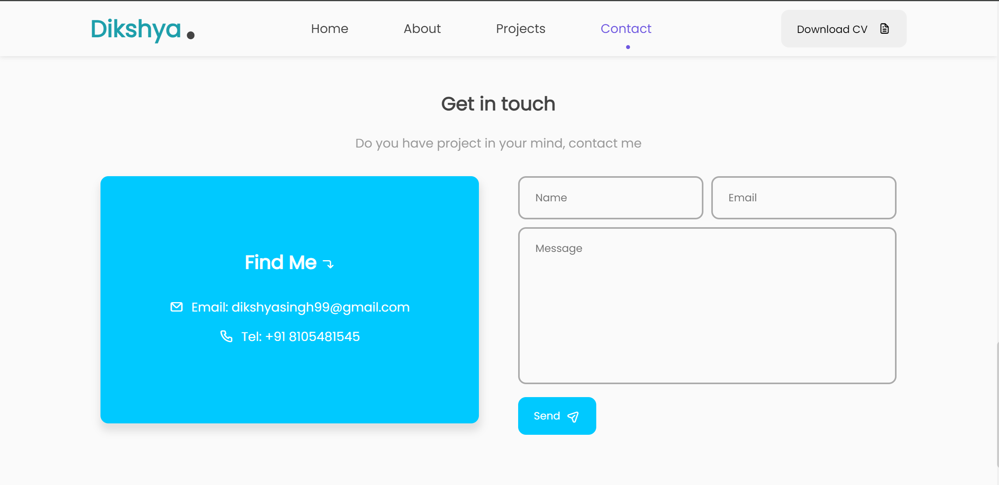 Dikshya .
Home About Projects Contact
Download CV
Get in touch
Do you have project in your mind, contact me
Find Me
Email: dikshyasingh99@gmail.com
Tel: +91 8105481545
Name
Email
Message
Send